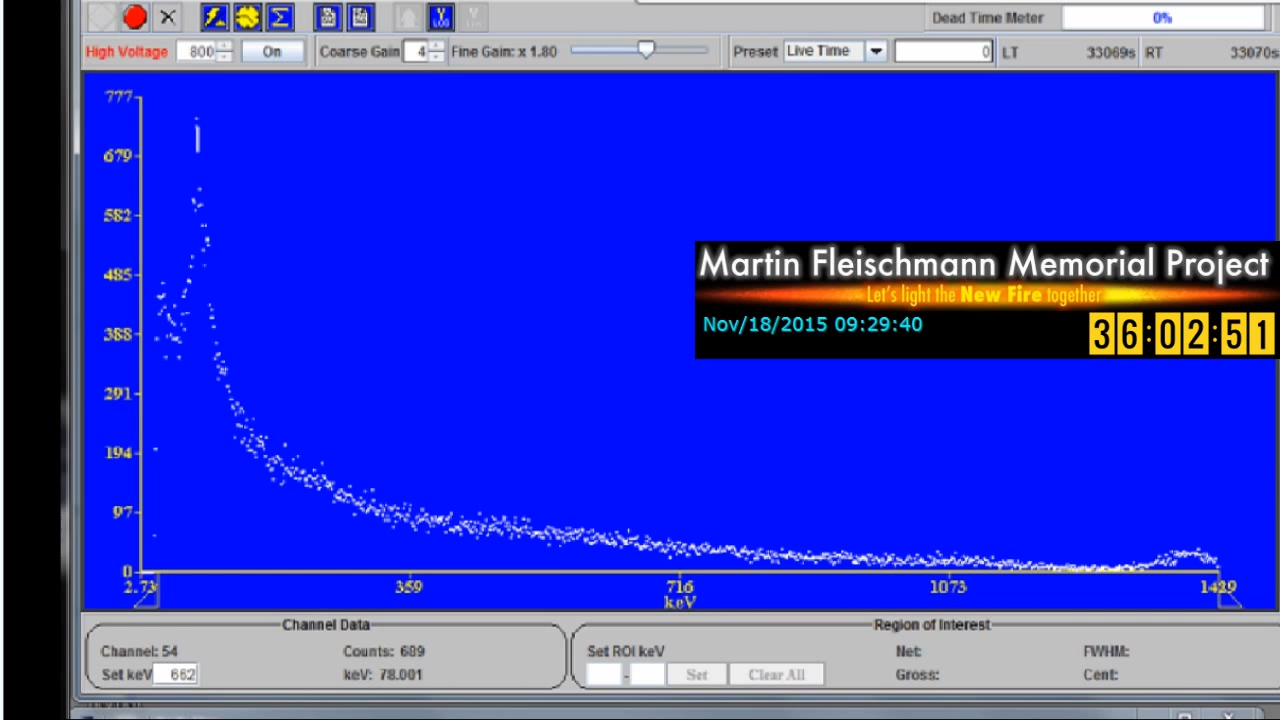 Dead Time Meter 0%
High Voltage 800 On Coarse Gain 4 Fine Gain: x 1.80 Preset Live Time 0 LT 33069s RT 33070s
777
679
582
485
388
291
194
97
0
2.73 359 716 1073 1429
keV
Martin Fleischmann Memorial Project
Let's light the New Fire together
Nov/18/2015 09:29:40 36:02:51
Channel Data Region of Interest
Channel: 54 Counts: 689 Set ROI keV Net: FWHM:
Set keV 662 keV: 78.001 - Set Clear All Gross: Cent: